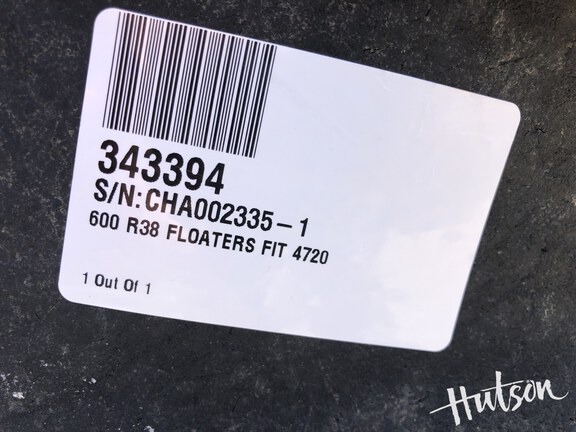 343394
S/N:CHA002335-1
600 R38 FLOATERS FIT 4720
1 Out Of 1
Hutson